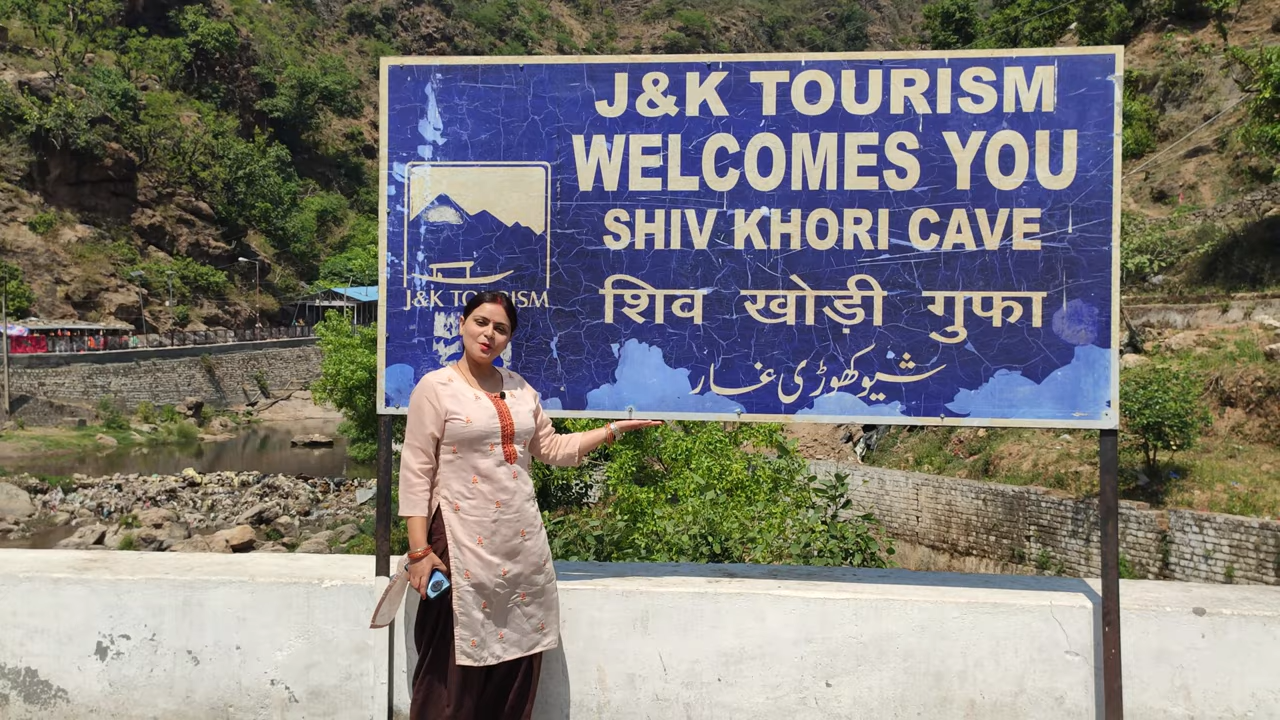 J&K TOURISM
WELCOMES YOU
SHIV KHORI CAVE
शिव खोड़ी गुफा
شیوکھوڑی غار
J&K TOURISM